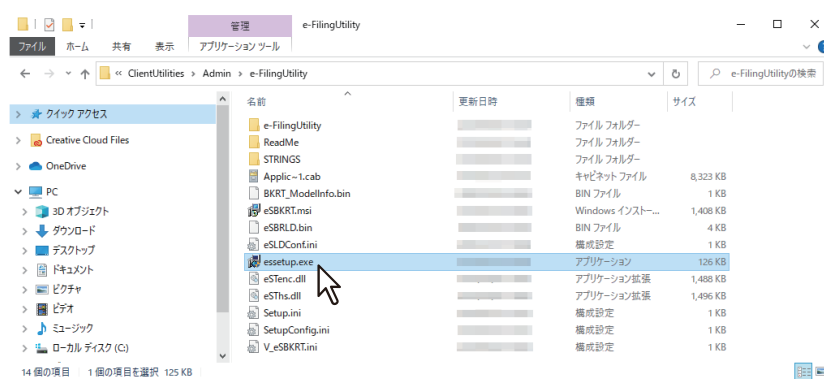 管理
e-FilingUtility
ファイル ホーム 共有 表示 アプリケーション ツール
« ClientUtilities › Admin › e-FilingUtility
e-FilingUtilityの検索
名前 更新日時 種類 サイズ
クイック アクセス
Creative Cloud Files
OneDrive
PC
3D オブジェクト
ダウンロード
デスクトップ
ドキュメント
ピクチャ
ビデオ
ミュージック
ローカル ディスク (C:)
e-FilingUtility ファイル フォルダー
ReadMe ファイル フォルダー
STRINGS ファイル フォルダー
Applic~1.cab キャビネット ファイル 8,323 KB
BKRT_ModelInfo.bin BIN ファイル 1 KB
eSBKRT.msi Windows インストー... 1,408 KB
eSBRLD.bin BIN ファイル 4 KB
eSLDConf.ini 構成設定 1 KB
essetup.exe アプリケーション 126 KB
eSTenc.dll アプリケーション拡張 1,488 KB
eSThs.dll アプリケーション拡張 1,496 KB
Setup.ini 構成設定 1 KB
SetupConfig.ini 構成設定 1 KB
V_eSBKRT.ini 構成設定 1 KB
14 個の項目 1 個の項目を選択 125 KB